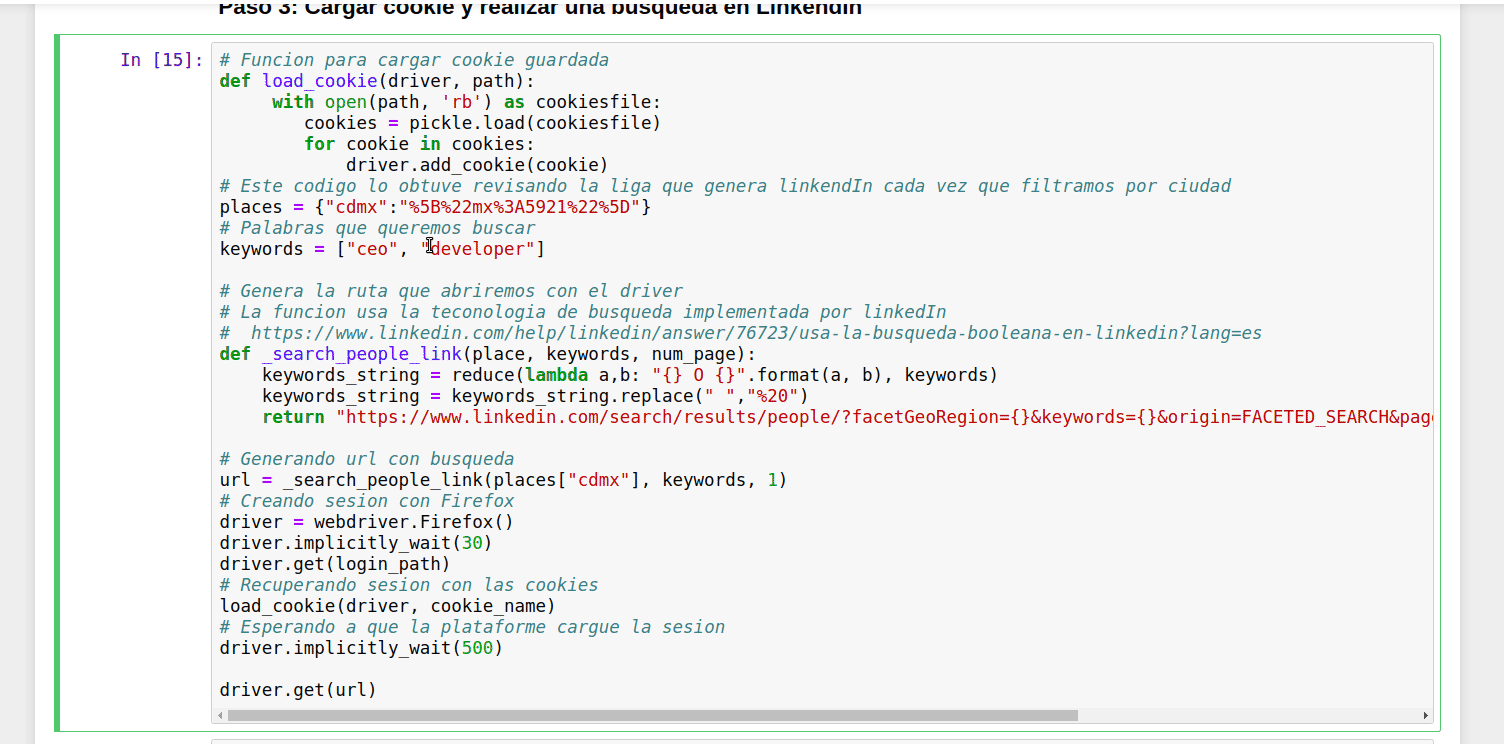 Paso 3: Cargar cookie y realizar una busqueda en Linkendin
In [15]:
# Funcion para cargar cookie guardada
def load_cookie(driver, path):
     with open(path, 'rb') as cookiesfile:
        cookies = pickle.load(cookiesfile)
        for cookie in cookies:
            driver.add_cookie(cookie)
# Este codigo lo obtuve revisando la liga que genera linkendIn cada vez que filtramos por ciudad
places = {"cdmx":"%5B%22mx%3A5921%22%5D"}
# Palabras que queremos buscar
keywords = ["ceo", "developer"]
# Genera la ruta que abriremos con el driver
# La funcion usa la teconologia de busqueda implementada por linkedIn
#  https://www.linkedin.com/help/linkedin/answer/76723/usa-la-busqueda-booleana-en-linkedin?lang=es
def _search_people_link(place, keywords, num_page):
    keywords_string = reduce(lambda a,b: "{} O {}".format(a, b), keywords)
    keywords_string = keywords_string.replace(" ","%20")
    return "https://www.linkedin.com/search/results/people/?facetGeoRegion={}&keywords={}&origin=FACETED_SEARCH&page
# Generando url con busqueda
url = _search_people_link(places["cdmx"], keywords, 1)
# Creando sesion con Firefox
driver = webdriver.Firefox()
driver.implicitly_wait(30)
driver.get(login_path)
# Recuperando sesion con las cookies
load_cookie(driver, cookie_name)
# Esperando a que la plataforme cargue la sesion
driver.implicitly_wait(500)
driver.get(url)